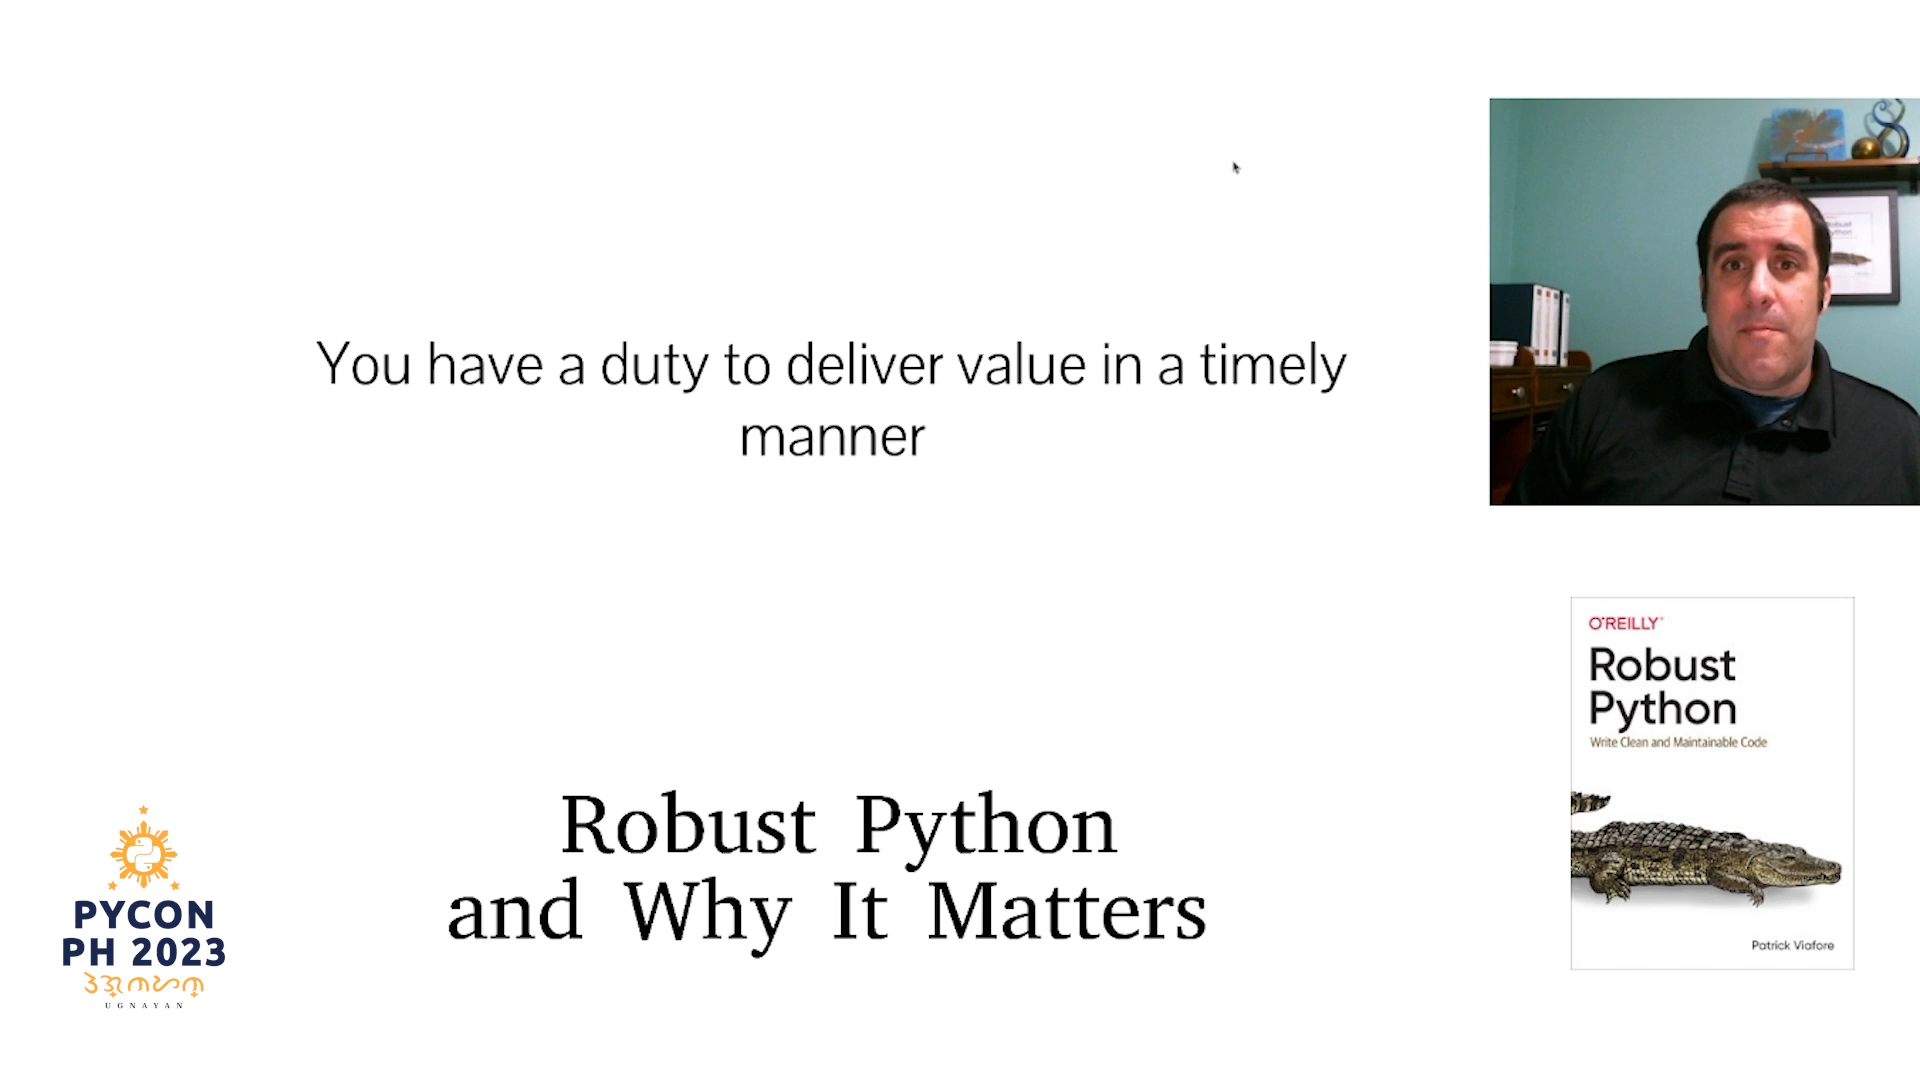 You have a duty to deliver value in a timely
manner
O'REILLY
Robust
Python
Write Clean and Maintainable Code
Patrick Viafore
Robust Python
and Why It Matters
PYCON
PH 2023
UGNAYAN